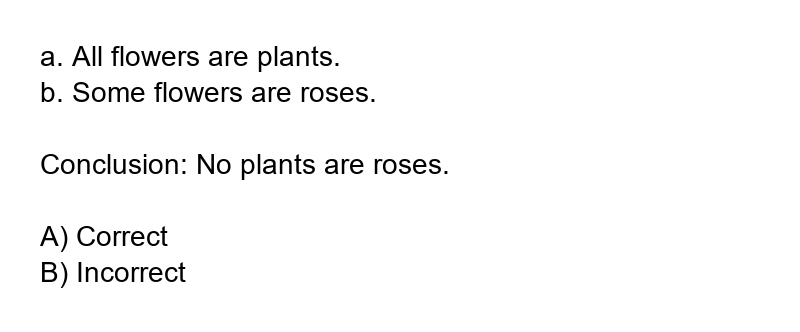 a. All flowers are plants.
b. Some flowers are roses.
Conclusion: No plants are roses.
A) Correct
B) Incorrect